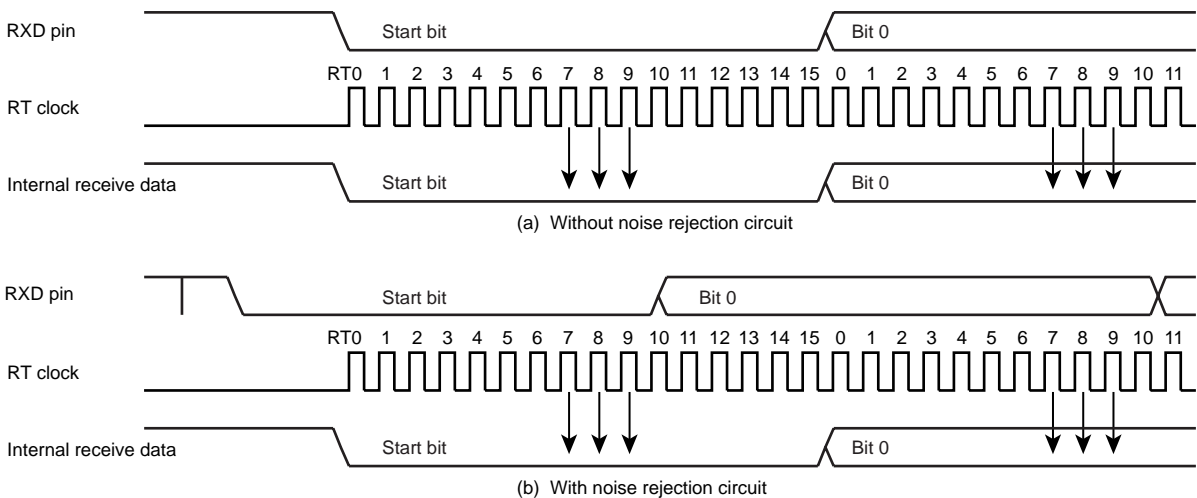 RXD pin
Start bit
Bit 0
RT0 1 2 3 4 5 6 7 8 9 10 11 12 13 14 15 0 1 2 3 4 5 6 7 8 9 10 11
RT clock
Internal receive data
Start bit
Bit 0
(a) Without noise rejection circuit
RXD pin
Start bit
Bit 0
RT0 1 2 3 4 5 6 7 8 9 10 11 12 13 14 15 0 1 2 3 4 5 6 7 8 9 10 11
RT clock
Internal receive data
Start bit
Bit 0
(b) With noise rejection circuit